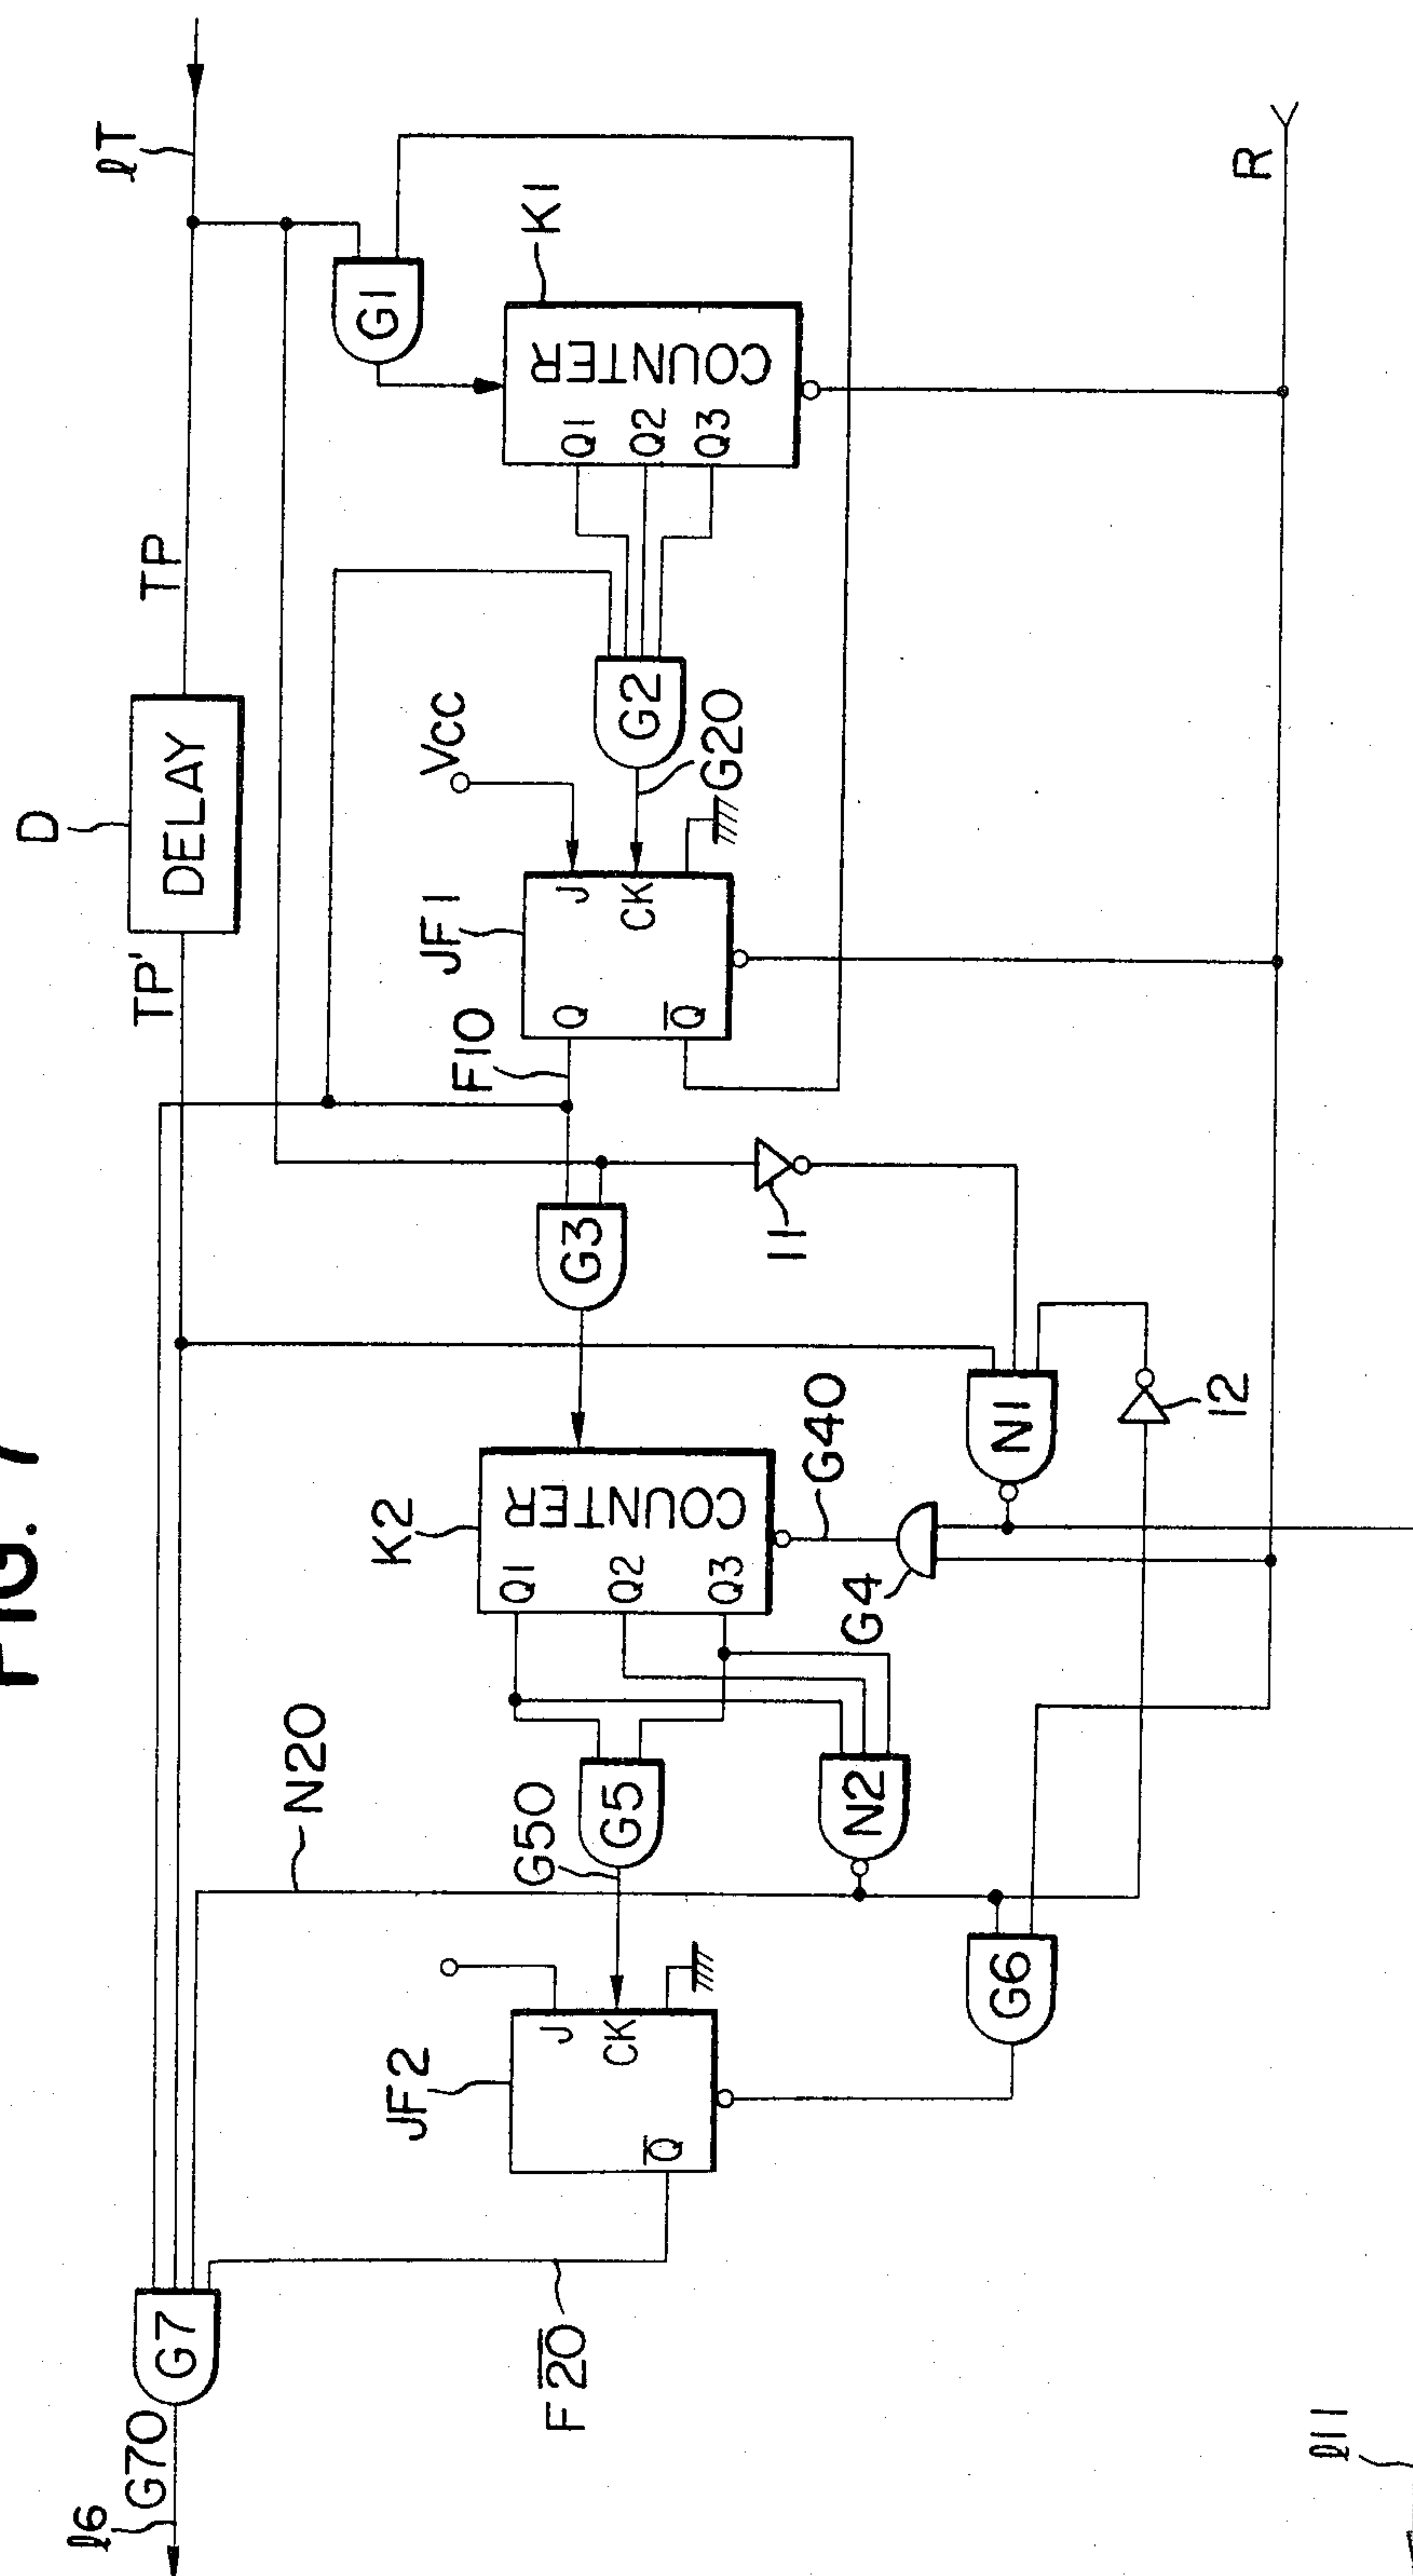 FIG. 7
ℓT
TP
D
DELAY
TP'
G1
K1
COUNTER
Q1
Q2
Q3
G2
G20
Vcc
JF1
J
CK
Q
Q̅
F10
R
G3
11
K2
COUNTER
Q1
Q2
Q3
G40
G4
N1
12
N20
G50
G5
N2
G6
JF2
J
CK
Q̅
F2̅0̅
G7
G70
ℓ6
ℓ11